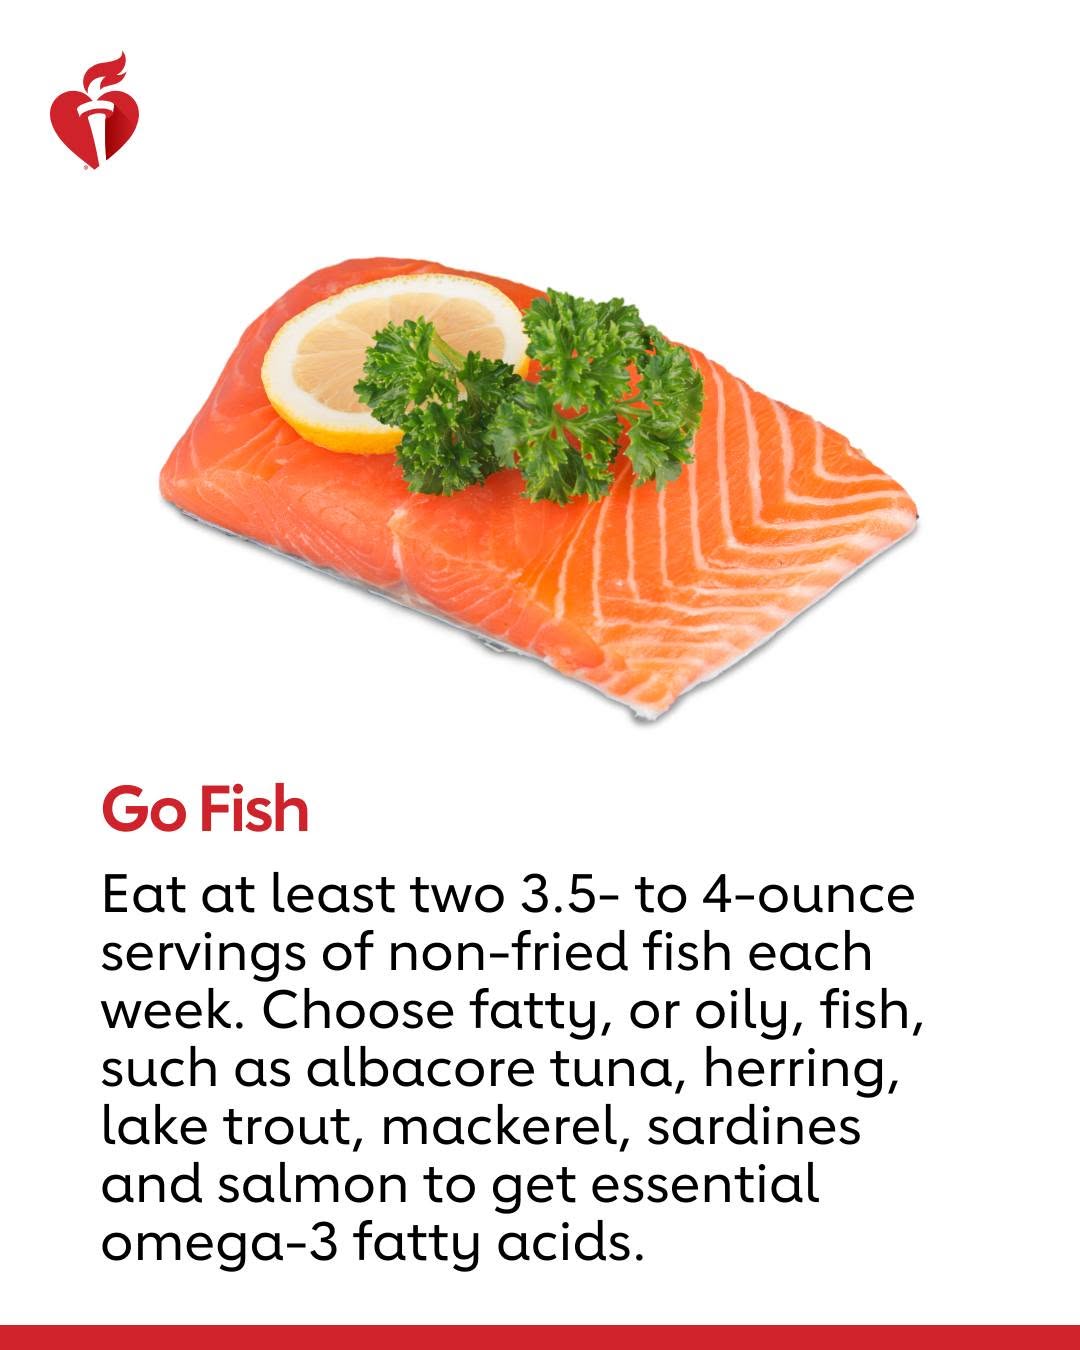 Go Fish
Eat at least two 3.5- to 4-ounce
servings of non-fried fish each
week. Choose fatty, or oily, fish,
such as albacore tuna, herring,
lake trout, mackerel, sardines
and salmon to get essential
omega-3 fatty acids.